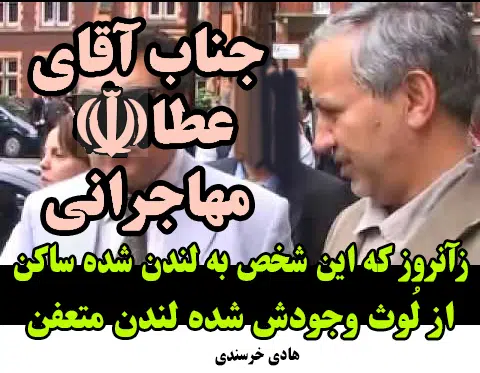 جناب آقای
عطاالله
مهاجرانی
زآنروز که این شخص به لندن شده ساکن
از لُوث وجودش شده لندن متعفن
هادی خرسندی